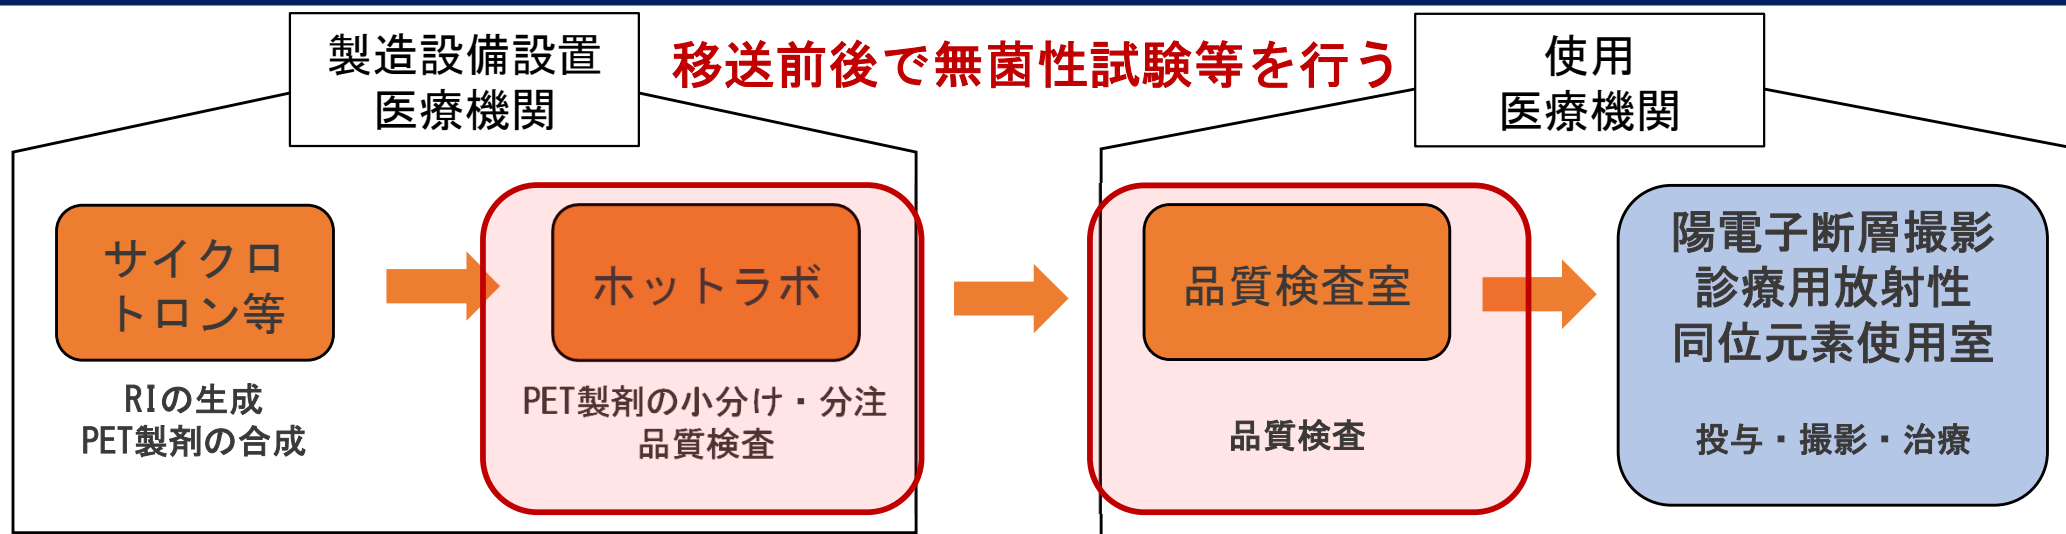 製造設備設置
医療機関
移送前後で無菌性試験等を行う
使用
医療機関
サイクロ
トロン等
RIの生成
PET製剤の合成
ホットラボ
PET製剤の小分け・分注
品質検査
品質検査室
品質検査
陽電子断層撮影
診療用放射性
同位元素使用室
投与・撮影・治療